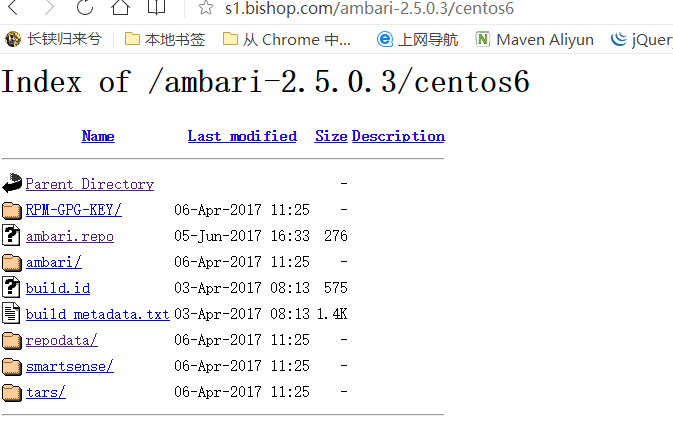 s1.bishop.com/ambari-2.5.0.3/centos6
长铗归来兮 本地书签 从 Chrome 中... 上网导航 Maven Aliyun jQuery
Index of /ambari-2.5.0.3/centos6
Name Last modified Size Description
Parent Directory -
RPM-GPG-KEY/ 06-Apr-2017 11:25 -
ambari.repo 05-Jun-2017 16:33 276
ambari/ 06-Apr-2017 11:25 -
build.id 03-Apr-2017 08:13 575
build_metadata.txt 03-Apr-2017 08:13 1.4K
repodata/ 06-Apr-2017 11:25 -
smartsense/ 06-Apr-2017 11:25 -
tars/ 06-Apr-2017 11:25 -